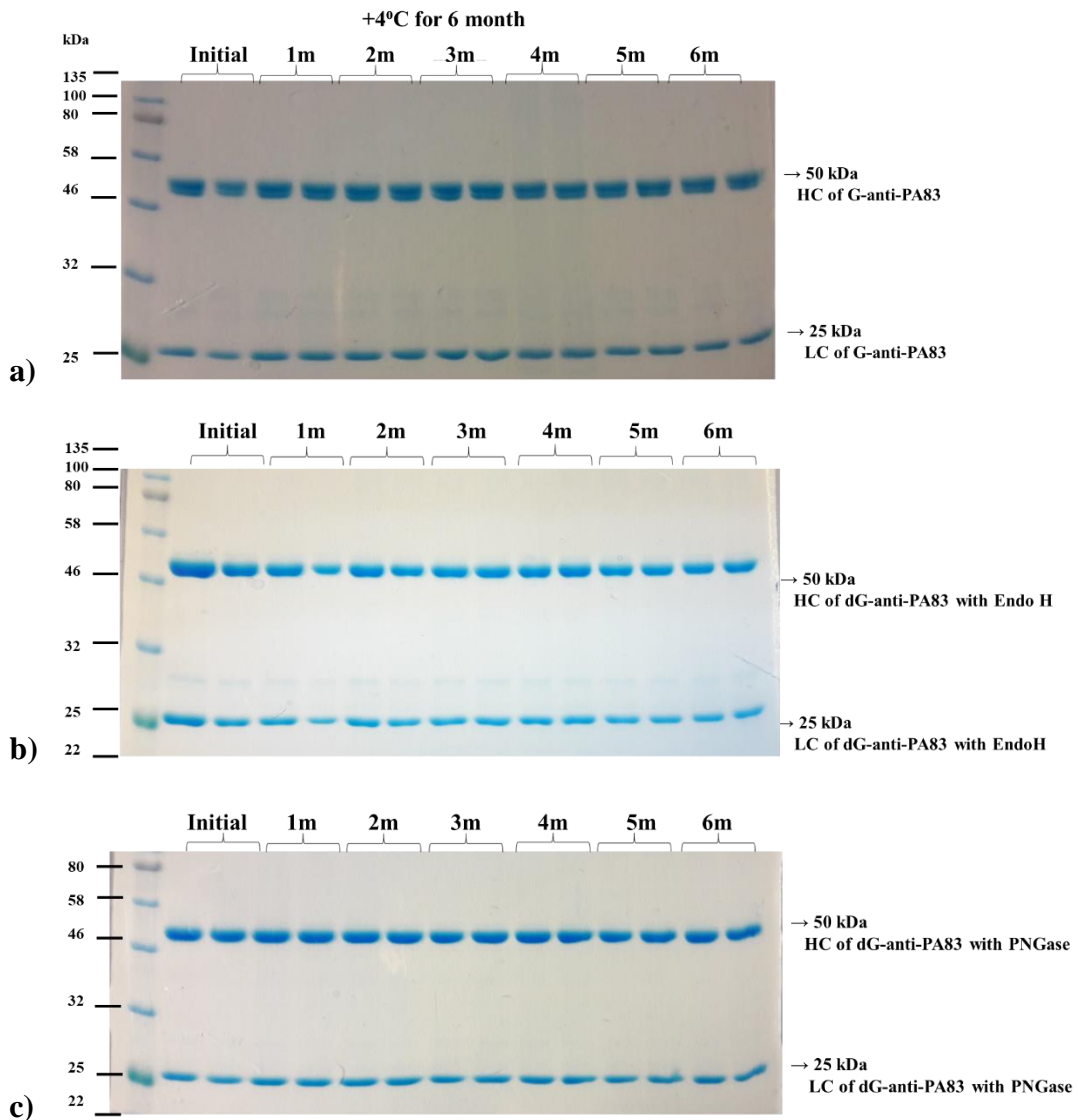 +4⁰C for 6 month
kDa
Initial 1m 2m 3m 4m 5m 6m
135
100
80
58
46
32
25
→ 50 kDa
HC of G-anti-PA83
→ 25 kDa
LC of G-anti-PA83
a)
Initial 1m 2m 3m 4m 5m 6m
135
100
80
58
46
32
25
22
→ 50 kDa
HC of dG-anti-PA83 with Endo H
→ 25 kDa
LC of dG-anti-PA83 with EndoH
b)
Initial 1m 2m 3m 4m 5m 6m
80
58
46
32
25
22
→ 50 kDa
HC of dG-anti-PA83 with PNGase
→ 25 kDa
LC of dG-anti-PA83 with PNGase
c)